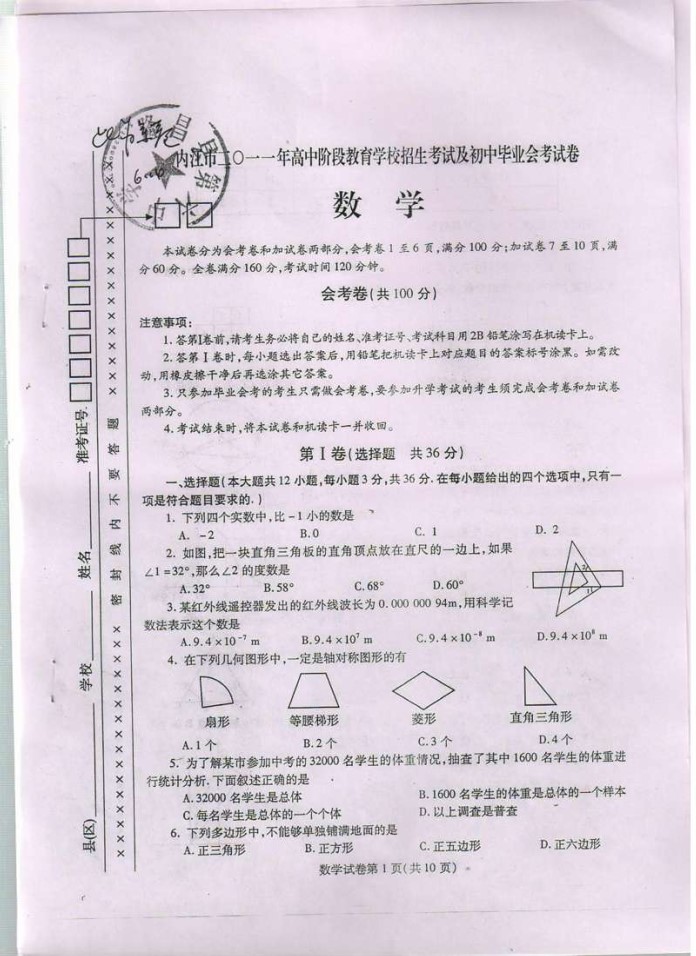 内江市二〇一一年高中阶段教育学校招生考试及初中毕业会考试卷
数 学
本试卷分为会考卷和加试卷两部分,会考卷1至6页,满分100分;加试卷7至10页,满
分60分。全卷满分160分,考试时间120分钟。
会考卷(共100分)
注意事项:
1.答第Ⅰ卷前,请考生务必将自己的姓名、准考证号、考试科目用2B铅笔涂写在机读卡上。
2.答第Ⅰ卷时,每小题选出答案后,用铅笔把机读卡上对应题目的答案标号涂黑。如需改
动,用橡皮擦干净后再选涂其它答案。
3.只参加毕业会考的考生只需做会考卷,要参加升学考试的考生须完成会考卷和加试卷
两部分。
4.考试结束时,将本试卷和机读卡一并收回。
第Ⅰ卷(选择题 共36分)
一、选择题(本大题共12小题,每小题3分,共36分.在每小题给出的四个选项中,只有一
项是符合题目要求的.)
1. 下列四个实数中,比-1小的数是
A. -2 B.0 C. 1 D. 2
2. 如图,把一块直角三角板的直角顶点放在直尺的一边上,如果
∠1=32°,那么∠2的度数是
A.32° B.58° C.68° D.60°
2
1
3.某红外线遥控器发出的红外线波长为0.000 000 94m,用科学记
数法表示这个数是
A.9.4×10⁻⁷ m B.9.4×10⁷ m C.9.4×10⁻⁸ m D.9.4×10⁸ m
4. 在下列几何图形中,一定是轴对称图形的有
扇形 等腰梯形 菱形 直角三角形
A.1个 B.2个 C.3个 D.4个
5. 为了解某市参加中考的32000名学生的体重情况,抽查了其中1600名学生的体重进
行统计分析.下面叙述正确的是
A.32000名学生是总体 B.1600名学生的体重是总体的一个样本
C.每名学生是总体的一个个体 D.以上调查是普查
6. 下列多边形中,不能够单独铺满地面的是
A.正三角形 B.正方形 C.正五边形 D.正六边形
数学试卷第1页(共10页)
县(区) 学校 姓名 准考证号
××××××××××××密 封 线 内 不 要 答 题××××××××××××